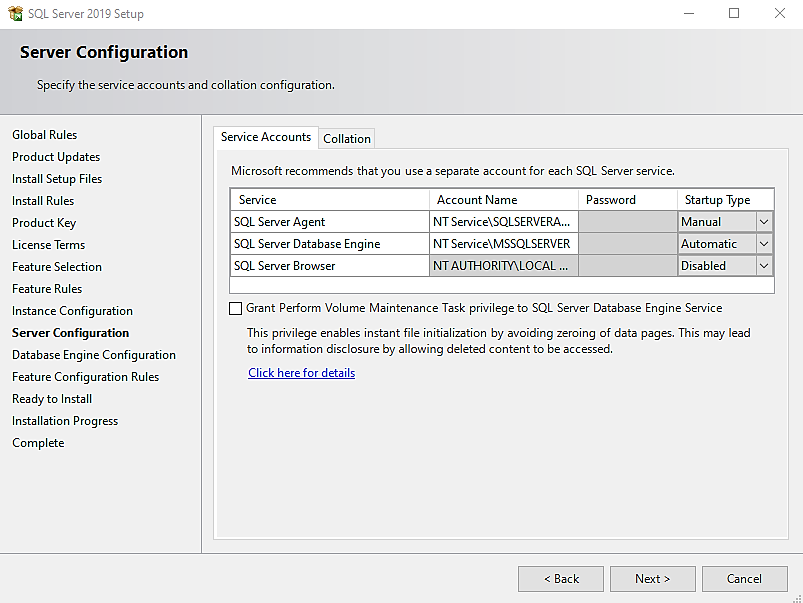 SQL Server 2019 Setup
Server Configuration
Specify the service accounts and collation configuration.
Global Rules
Product Updates
Install Setup Files
Install Rules
Product Key
License Terms
Feature Selection
Feature Rules
Instance Configuration
Server Configuration
Database Engine Configuration
Feature Configuration Rules
Ready to Install
Installation Progress
Complete
Service Accounts Collation
Microsoft recommends that you use a separate account for each SQL Server service.
Service Account Name Password Startup Type
SQL Server Agent NT Service\SQLSERVERA... Manual
SQL Server Database Engine NT Service\MSSQLSERVER Automatic
SQL Server Browser NT AUTHORITY\LOCAL ... Disabled
Grant Perform Volume Maintenance Task privilege to SQL Server Database Engine Service
This privilege enables instant file initialization by avoiding zeroing of data pages. This may lead
to information disclosure by allowing deleted content to be accessed.
Click here for details
< Back Next > Cancel